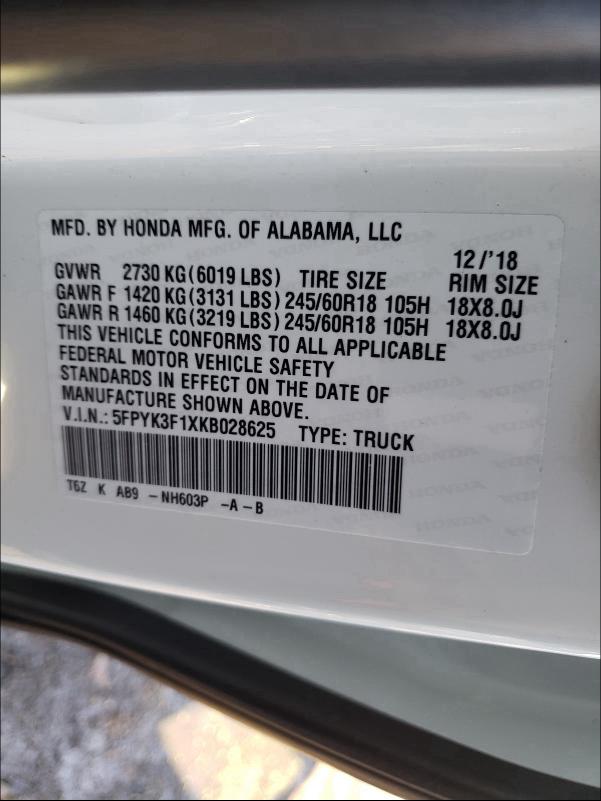 MFD. BY HONDA MFG. OF ALABAMA, LLC
12/'18
GVWR 2730 KG(6019 LBS) TIRE SIZE RIM SIZE
GAWR F 1420 KG(3131 LBS)245/60R18 105H 18X8.0J
GAWR R 1460 KG(3219 LBS)245/60R18 105H 18X8.0J
THIS VEHICLE CONFORMS TO ALL APPLICABLE
FEDERAL MOTOR VEHICLE SAFETY
STANDARDS IN EFFECT ON THE DATE OF
MANUFACTURE SHOWN ABOVE.
V.I.N.: 5FPYK3F1XKB028625 TYPE: TRUCK
T6Z K AB9 -NH603P -A-B